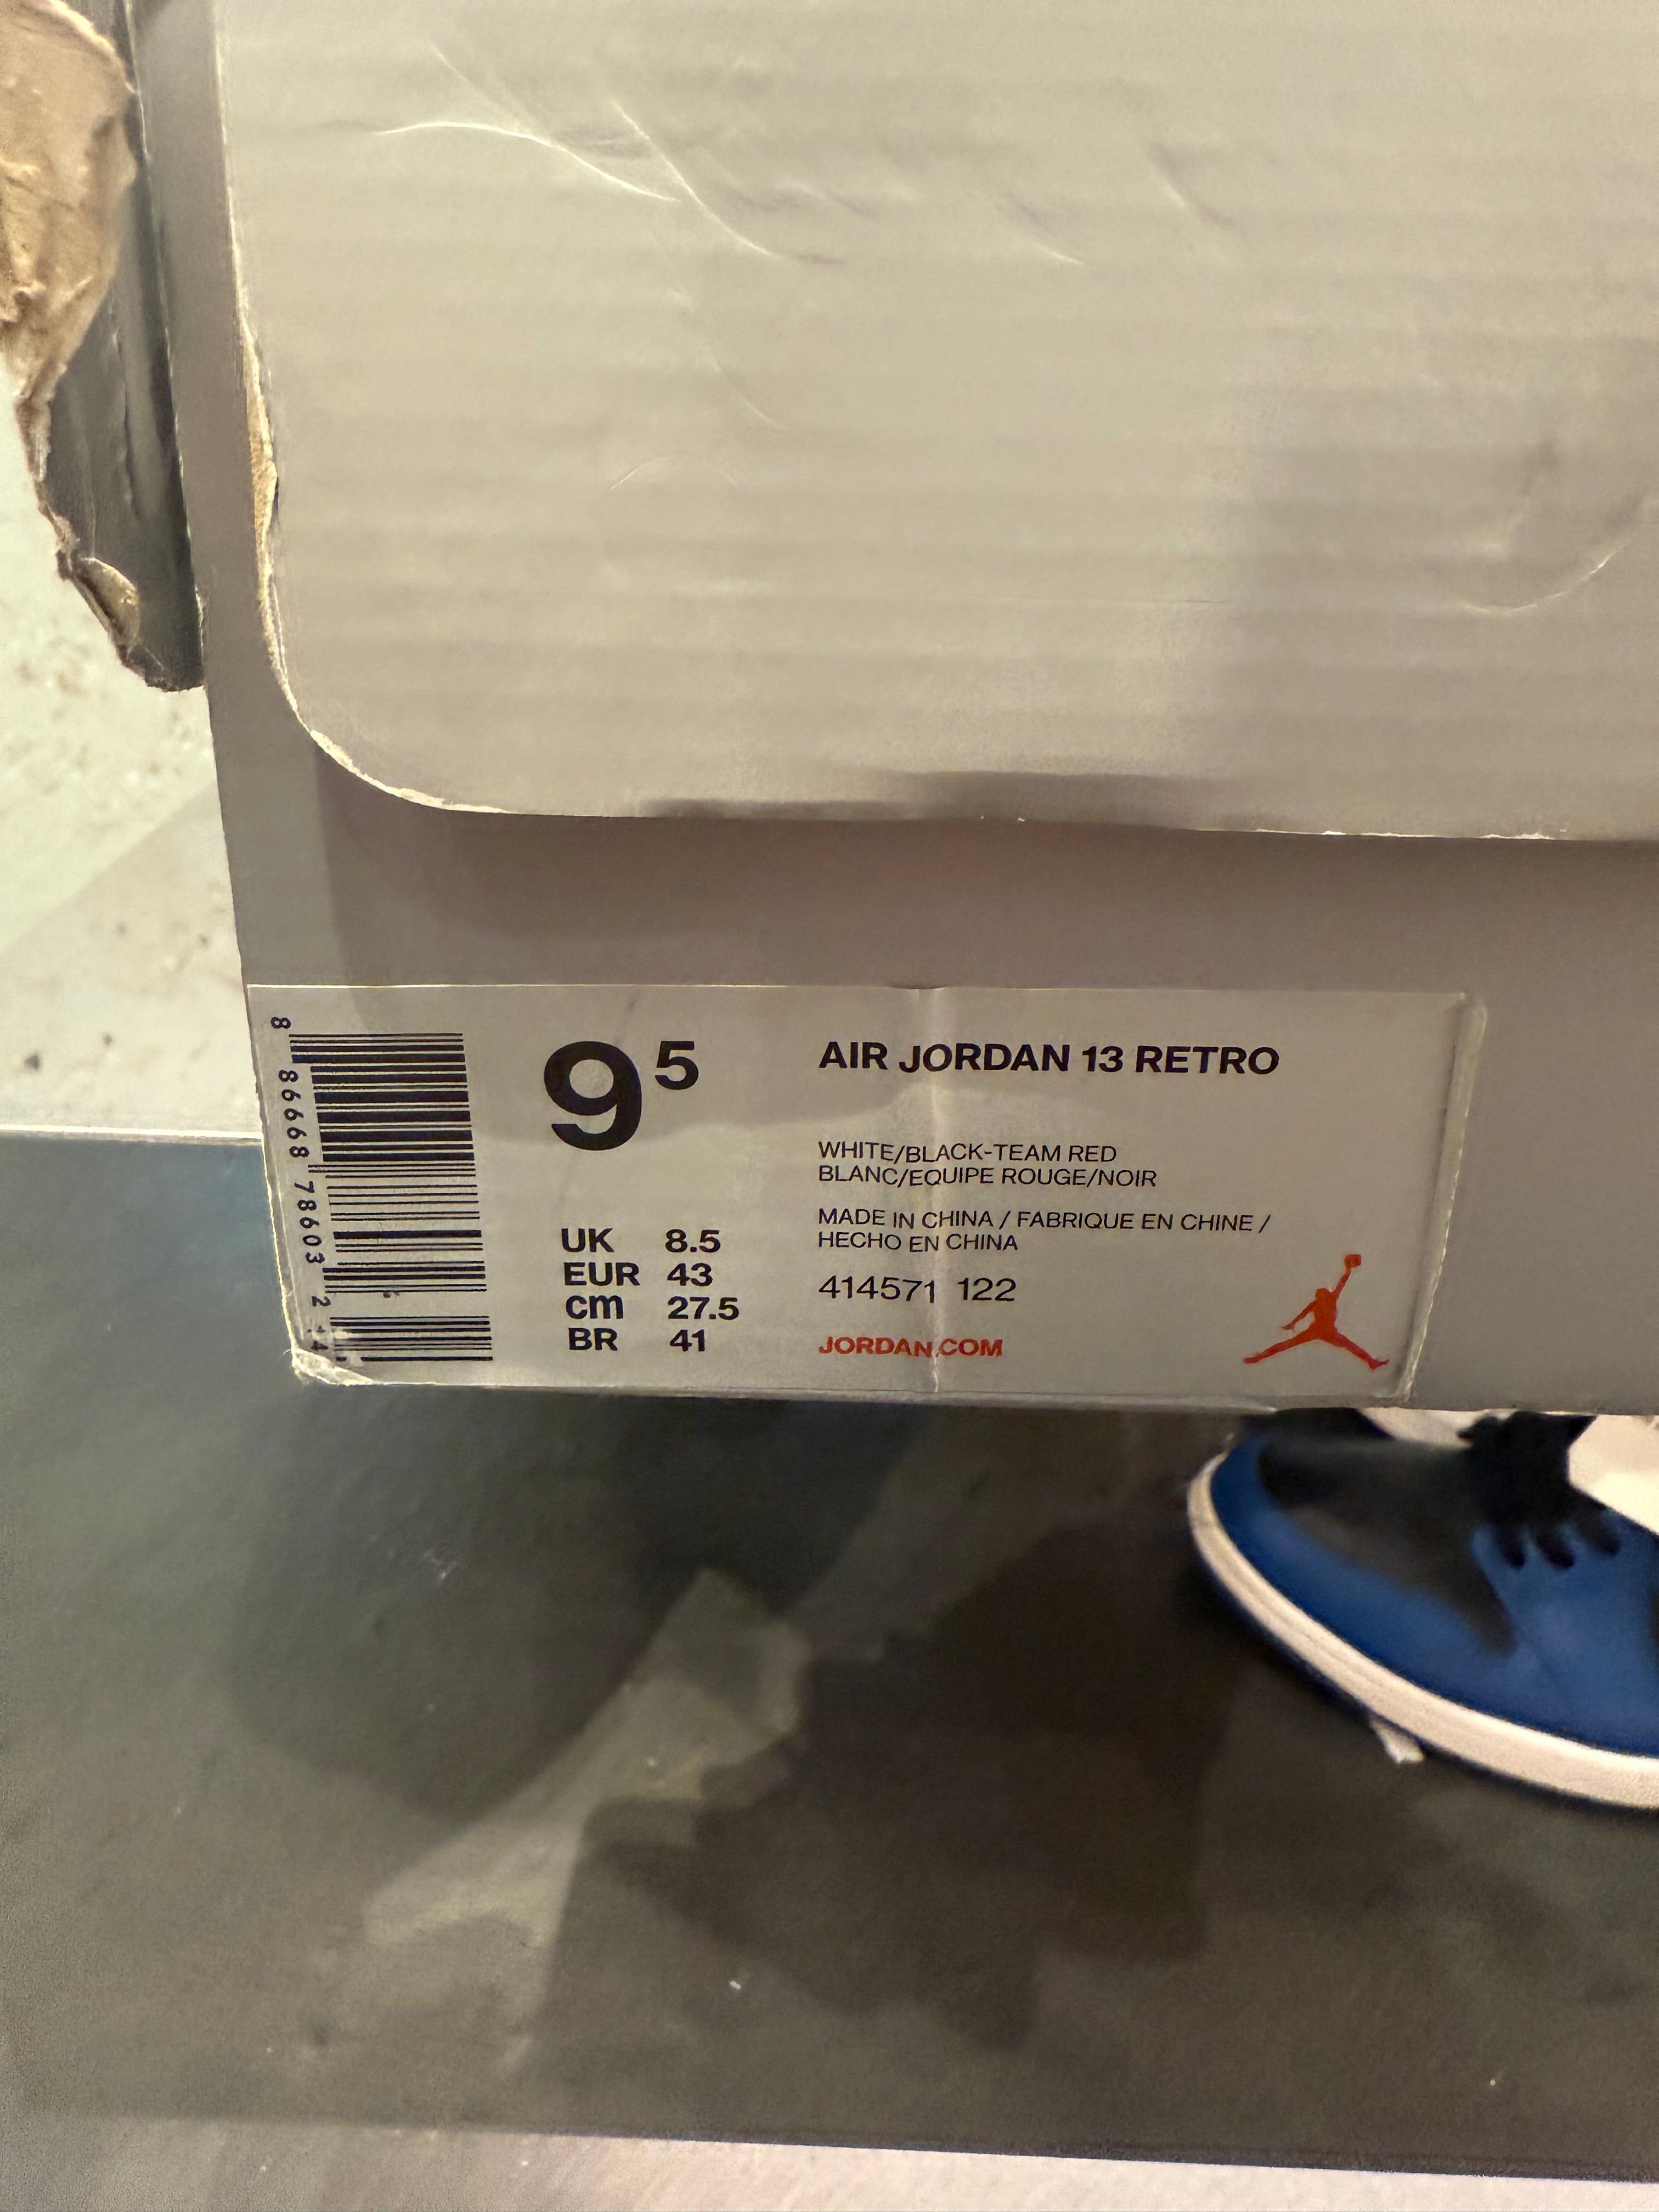 8 86668 78603 2
9 5
UK 8.5
EUR 43
cm 27.5
BR 41
AIR JORDAN 13 RETRO
WHITE/BLACK-TEAM RED
BLANC/EQUIPE ROUGE/NOIR
MADE IN CHINA / FABRIQUE EN CHINE /
HECHO EN CHINA
414571 122
JORDAN.COM